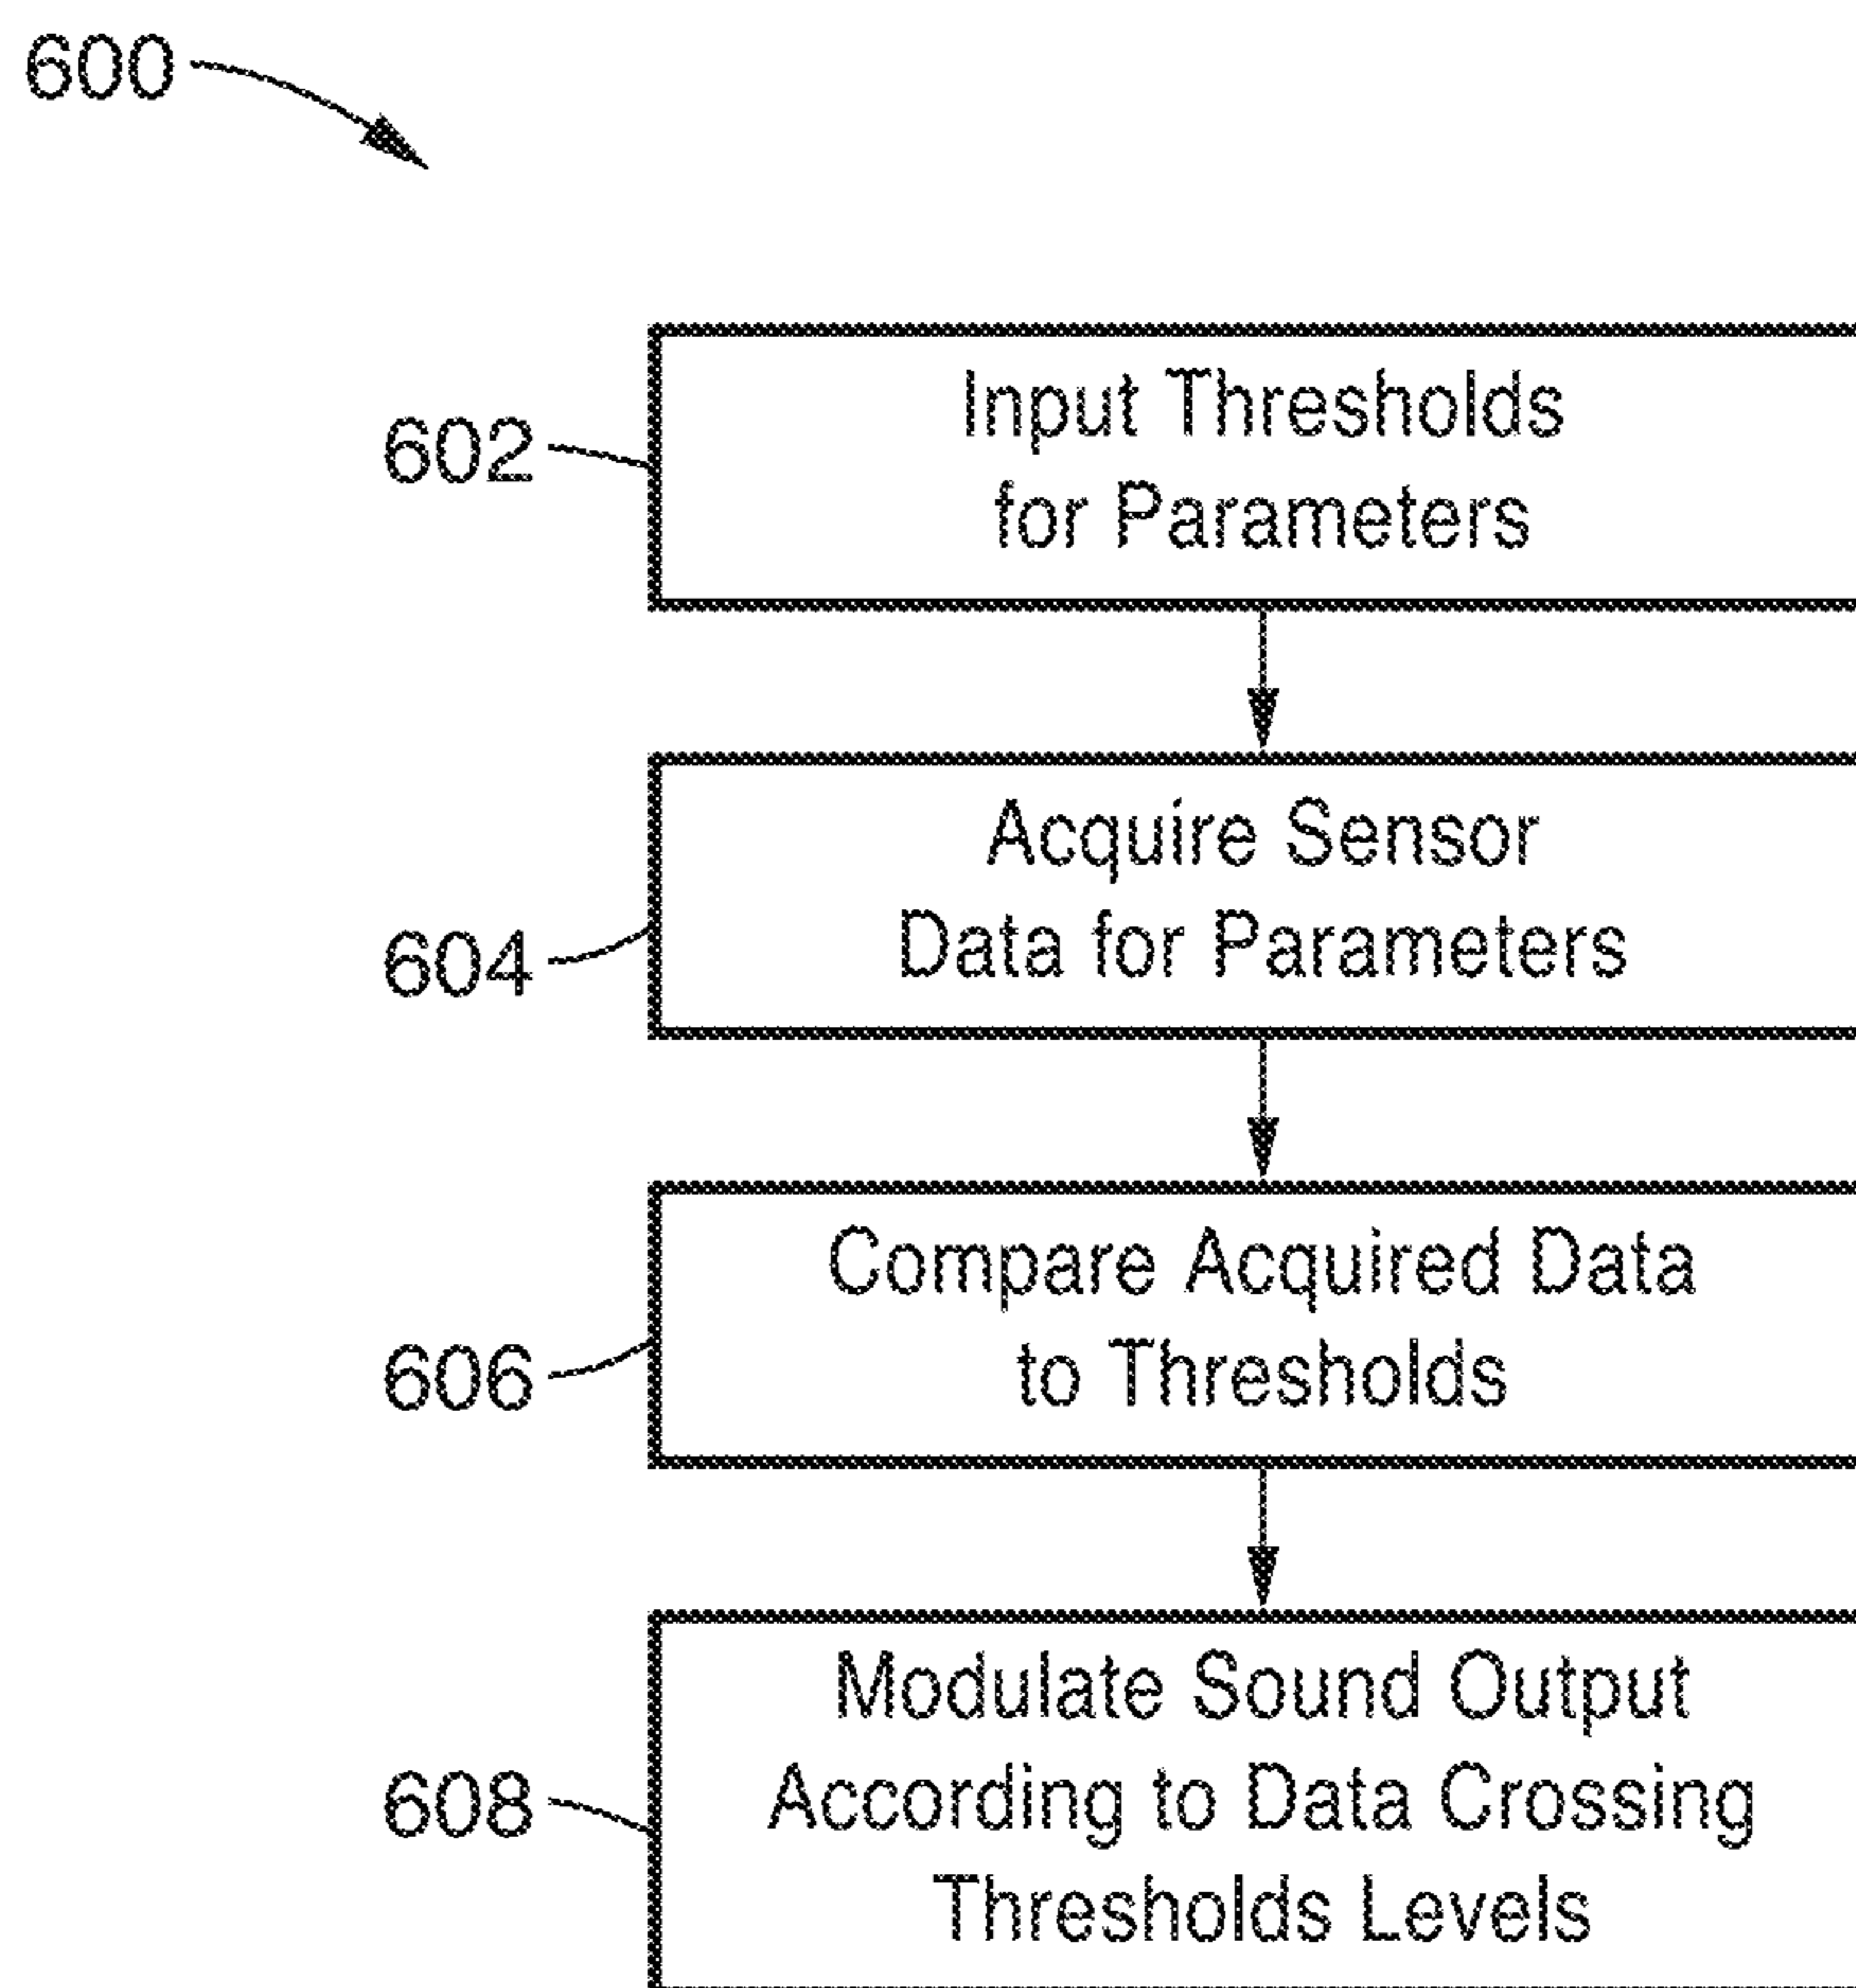 600
602
Input Thresholds
for Parameters
604
Acquire Sensor
Data for Parameters
606
Compare Acquired Data
to Thresholds
608
Modulate Sound Output
According to Data Crossing
Thresholds Levels